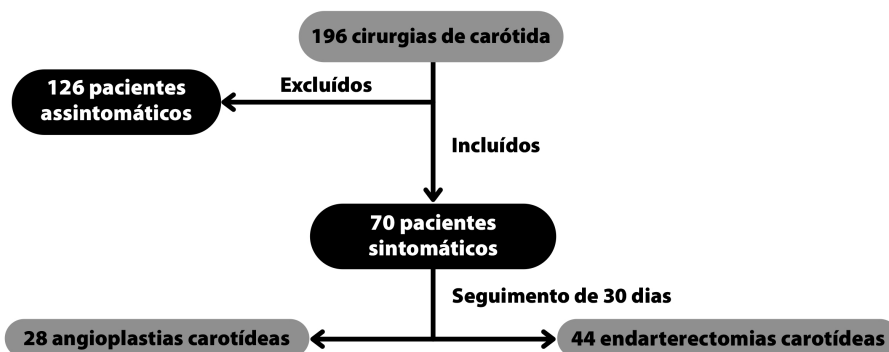 196 cirurgias de carótida
Excluídos
126 pacientes
assintomáticos
Incluídos
70 pacientes
sintomáticos
Seguimento de 30 dias
28 angioplastias carotídeas
44 endarterectomias carotídeas